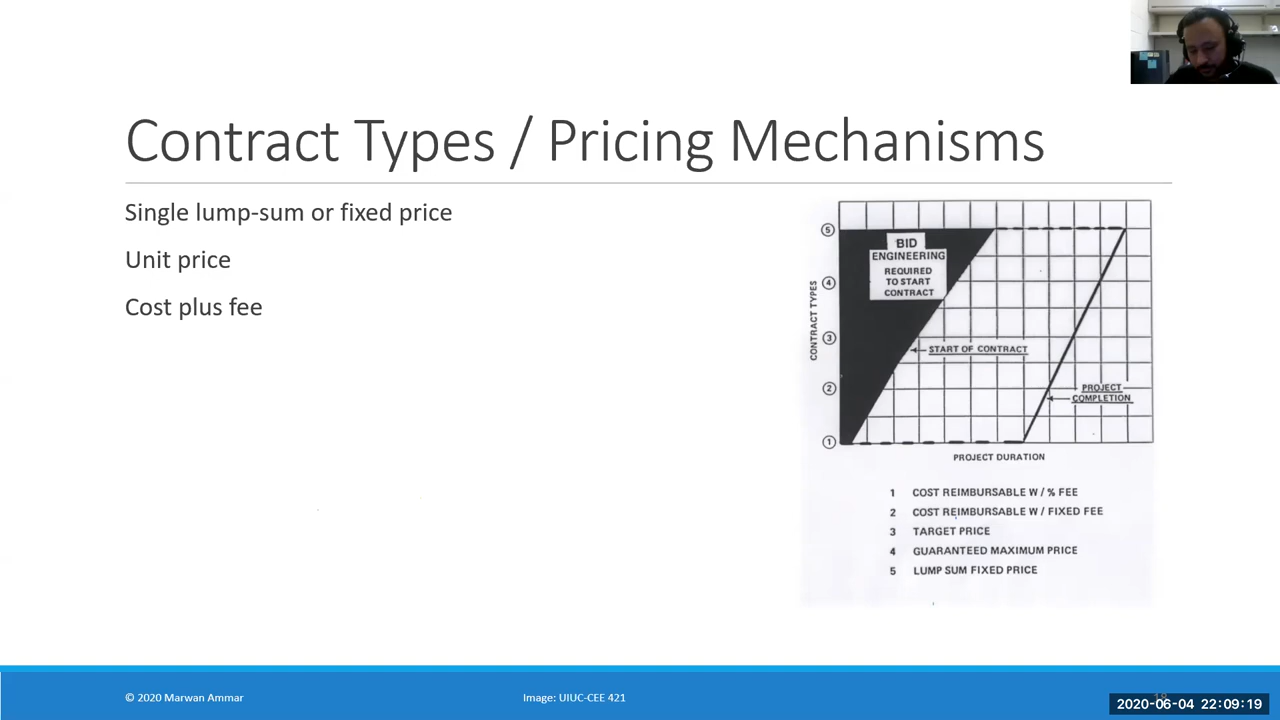 Contract Types / Pricing Mechanisms
Single lump-sum or fixed price
Unit price
Cost plus fee
CONTRACT TYPES
5
4
3
2
1
BID
ENGINEERING
REQUIRED
TO START
CONTRACT
START OF CONTRACT
PROJECT
COMPLETION
PROJECT DURATION
1 COST REIMBURSABLE W / % FEE
2 COST REIMBURSABLE W / FIXED FEE
3 TARGET PRICE
4 GUARANTEED MAXIMUM PRICE
5 LUMP SUM FIXED PRICE
© 2020 Marwan Ammar
Image: UIUC-CEE 421
2020-06-04 22:09:19